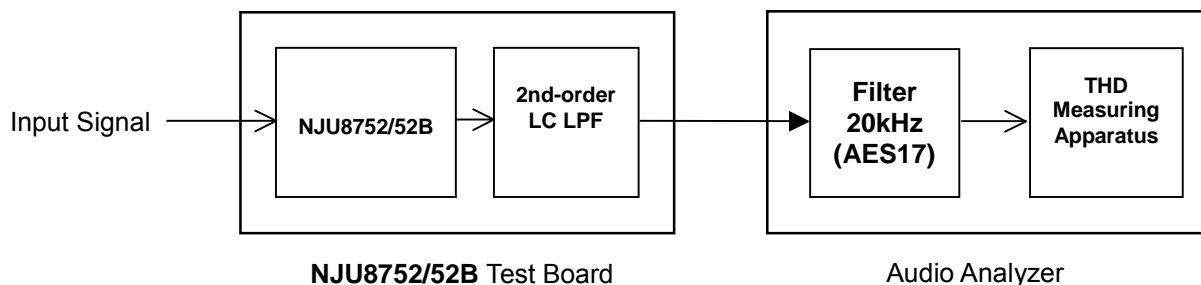 Input Signal
NJU8752/52B
2nd-order
LC LPF
Filter
20kHz
(AES17)
THD
Measuring
Apparatus
NJU8752/52B Test Board
Audio Analyzer